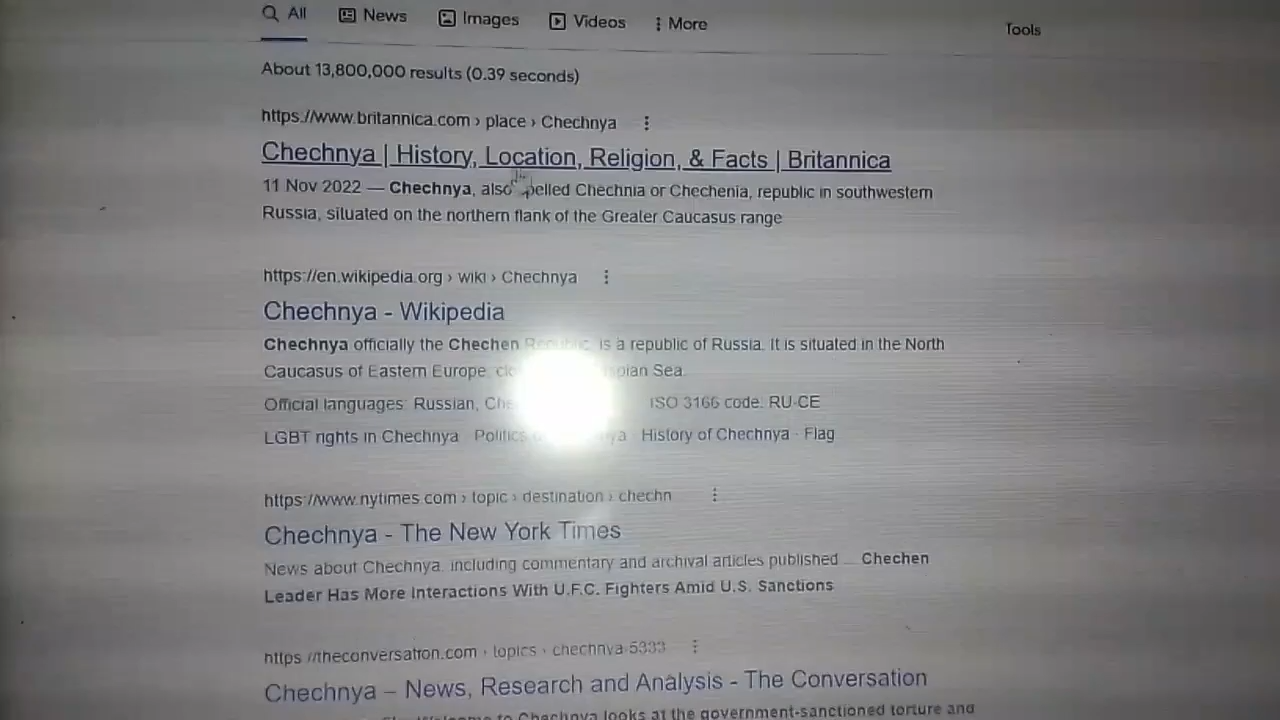 All News Images Videos More Tools
About 13,800,000 results (0.39 seconds)
https://www.britannica.com › place › Chechnya
Chechnya | History, Location, Religion, & Facts | Britannica
11 Nov 2022 — Chechnya, also pelled Chechnia or Chechenia, republic in southwestern
Russia, situated on the northern flank of the Greater Caucasus range
https://en.wikipedia.org › wiki › Chechnya
Chechnya - Wikipedia
Chechnya officially the Chechen Republic is a republic of Russia. It is situated in the North
Caucasus of Eastern Europe, Sea.
Official languages: Russian, ISO 3166 code: RU-CE
LGBT rights in Chechnya · Politics · History of Chechnya · Flag
https://www.nytimes.com › topic › destination › chechn
Chechnya - The New York Times
News about Chechnya, including commentary and archival articles published ... Chechen
Leader Has More Interactions With U.F.C. Fighters Amid U.S. Sanctions
https://theconversation.com › topics › chechnya-5333
Chechnya – News, Research and Analysis - The Conversation
to Chechnya looks at the government-sanctioned torture and